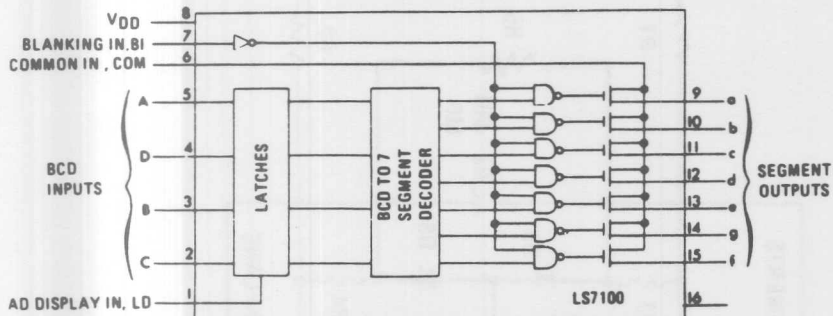 VDD 8
BLANKING IN, BI 7
COMMON IN, COM 6
A 5
D 4
B 3
C 2
AD DISPLAY IN, LD 1
BCD INPUTS
LATCHES
BCD TO 7 SEGMENT DECODER
9 a
10 b
11 c
12 d
13 e
14 g
15 f
16
SEGMENT OUTPUTS
LS7100